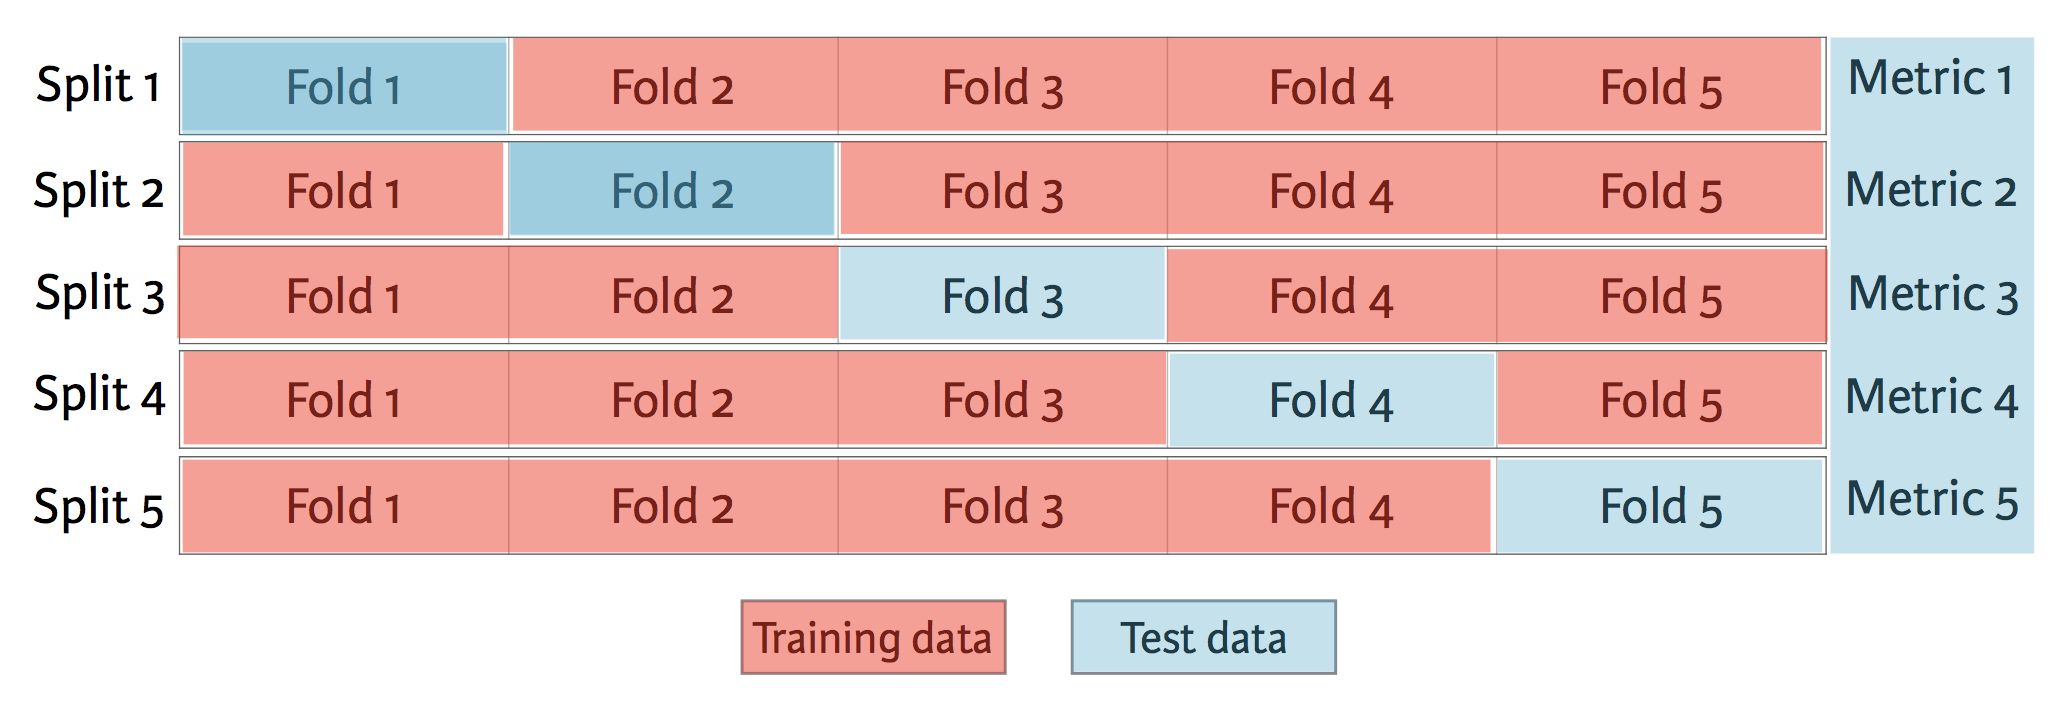 Split 1 Fold 1 Fold 2 Fold 3 Fold 4 Fold 5 Metric 1
Split 2 Fold 1 Fold 2 Fold 3 Fold 4 Fold 5 Metric 2
Split 3 Fold 1 Fold 2 Fold 3 Fold 4 Fold 5 Metric 3
Split 4 Fold 1 Fold 2 Fold 3 Fold 4 Fold 5 Metric 4
Split 5 Fold 1 Fold 2 Fold 3 Fold 4 Fold 5 Metric 5
Training data Test data